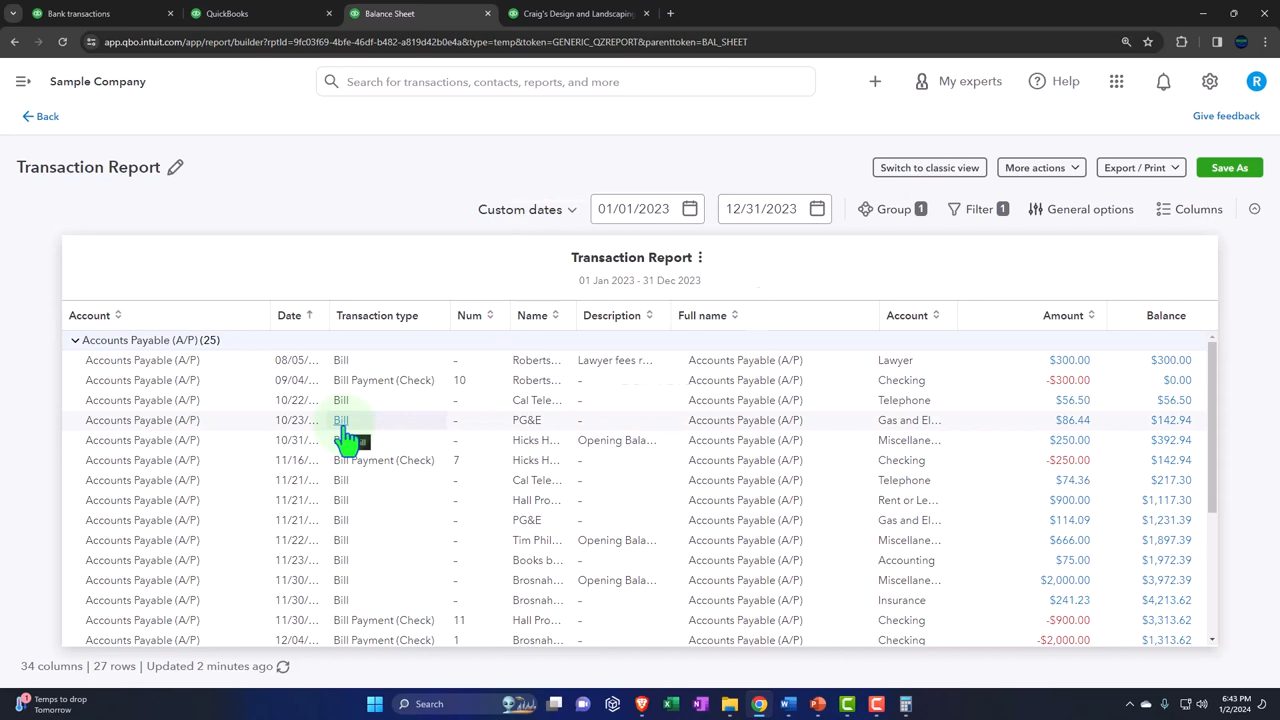 Bank transactions
QuickBooks
Balance Sheet
Craig's Design and Landscaping
app.qbo.intuit.com/app/report/builder?rptId=9fc03f69-4bfe-46df-b482-a819d42b0e4a&type=temp&token=GENERIC_QZREPORT&parenttoken=BAL_SHEET
Sample Company
Search for transactions, contacts, reports, and more
My experts
Help
R
Back
Give feedback
Transaction Report
Switch to classic view
More actions
Export / Print
Save As
Custom dates
01/01/2023
12/31/2023
Group 1
Filter 1
General options
Columns
Transaction Report
01 Jan 2023 - 31 Dec 2023
Account Date Transaction type Num Name Description Full name Account Amount Balance
Accounts Payable (A/P) (25)
Accounts Payable (A/P) 08/05/... Bill – Roberts... Lawyer fees r... Accounts Payable (A/P) Lawyer $300.00 $300.00
Accounts Payable (A/P) 09/04/... Bill Payment (Check) 10 Roberts... – Accounts Payable (A/P) Checking -$300.00 $0.00
Accounts Payable (A/P) 10/22/... Bill – Cal Tele... – Accounts Payable (A/P) Telephone $56.50 $56.50
Accounts Payable (A/P) 10/23/... Bill – PG&E – Accounts Payable (A/P) Gas and El... $86.44 $142.94
Accounts Payable (A/P) 10/31/... – Hicks H... Opening Bala... Accounts Payable (A/P) Miscellane... $250.00 $392.94
Accounts Payable (A/P) 11/16/... Bill Payment (Check) 7 Hicks H... – Accounts Payable (A/P) Checking -$250.00 $142.94
Accounts Payable (A/P) 11/21/... Bill – Cal Tele... – Accounts Payable (A/P) Telephone $74.36 $217.30
Accounts Payable (A/P) 11/21/... Bill – Hall Pro... – Accounts Payable (A/P) Rent or Le... $900.00 $1,117.30
Accounts Payable (A/P) 11/21/... Bill – PG&E – Accounts Payable (A/P) Gas and El... $114.09 $1,231.39
Accounts Payable (A/P) 11/22/... Bill – Tim Phil... Opening Bala... Accounts Payable (A/P) Miscellane... $666.00 $1,897.39
Accounts Payable (A/P) 11/23/... Bill – Books b... – Accounts Payable (A/P) Accounting $75.00 $1,972.39
Accounts Payable (A/P) 11/30/... Bill – Brosnah... Opening Bala... Accounts Payable (A/P) Miscellane... $2,000.00 $3,972.39
Accounts Payable (A/P) 11/30/... Bill – Brosnah... – Accounts Payable (A/P) Insurance $241.23 $4,213.62
Accounts Payable (A/P) 11/30/... Bill Payment (Check) 11 Hall Pro... – Accounts Payable (A/P) Checking -$900.00 $3,313.62
Accounts Payable (A/P) 12/04/... Bill Payment (Check) 1 Brosnah... – Accounts Payable (A/P) Checking -$2,000.00 $1,313.62
34 columns | 27 rows | Updated 2 minutes ago
Temps to drop
Tomorrow
Search
6:43 PM
1/2/2024